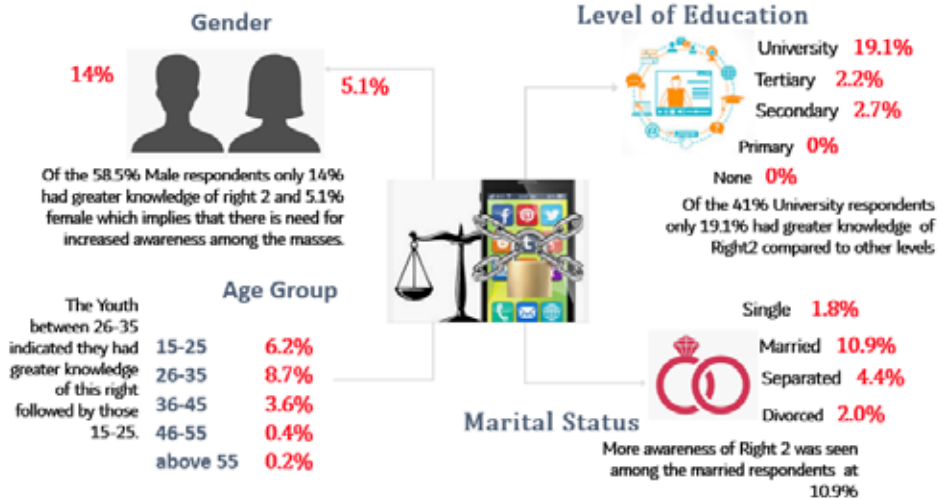 Gender
14%
5.1%
Of the 58.5% Male respondents only 14%
had greater knowledge of right 2 and 5.1%
female which implies that there is need for
increased awareness among the masses.
Level of Education
University 19.1%
Tertiary 2.2%
Secondary 2.7%
Primary 0%
None 0%
Of the 41% University respondents
only 19.1% had greater knowledge of
Right2 compared to other levels
Age Group
The Youth
between 26-35
indicated they had
greater knowledge
of this right
followed by those
15-25.
15-25 6.2%
26-35 8.7%
36-45 3.6%
46-55 0.4%
above 55 0.2%
Single 1.8%
Married 10.9%
Separated 4.4%
Divorced 2.0%
Marital Status
More awareness of Right 2 was seen
among the married respondents at
10.9%